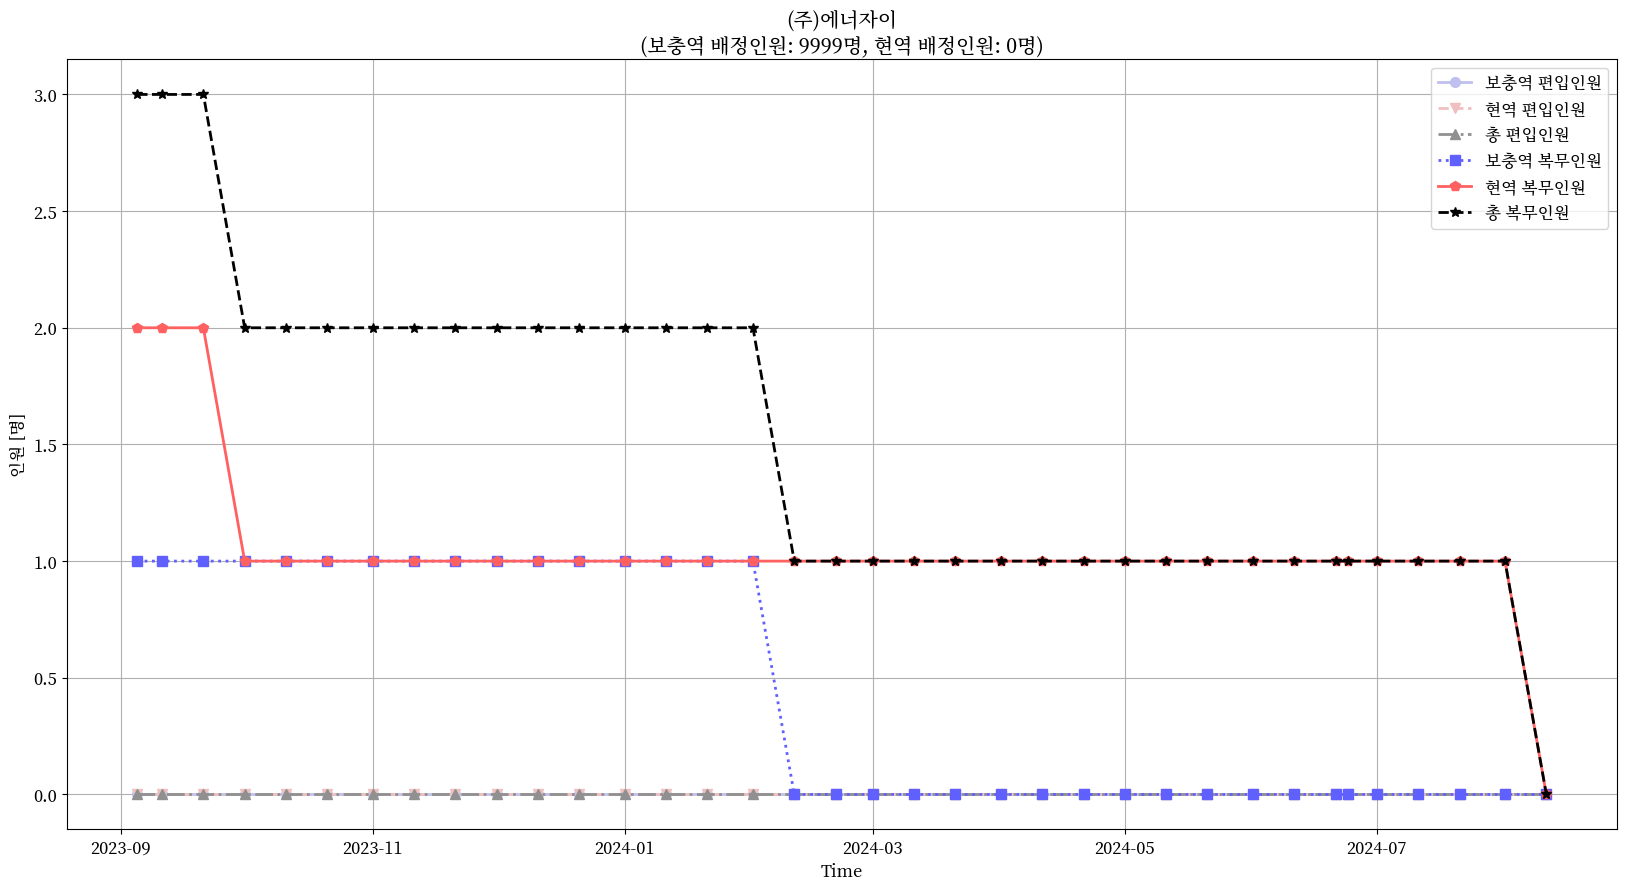 (주)에너자이
(보충역 배정인원: 9999명, 현역 배정인원: 0명)
보충역 편입인원
현역 편입인원
총 편입인원
보충역 복무인원
현역 복무인원
총 복무인원
3.0
2.5
2.0
1.5
1.0
0.5
0.0
인원 [명]
2023-09 2023-11 2024-01 2024-03 2024-05 2024-07
Time